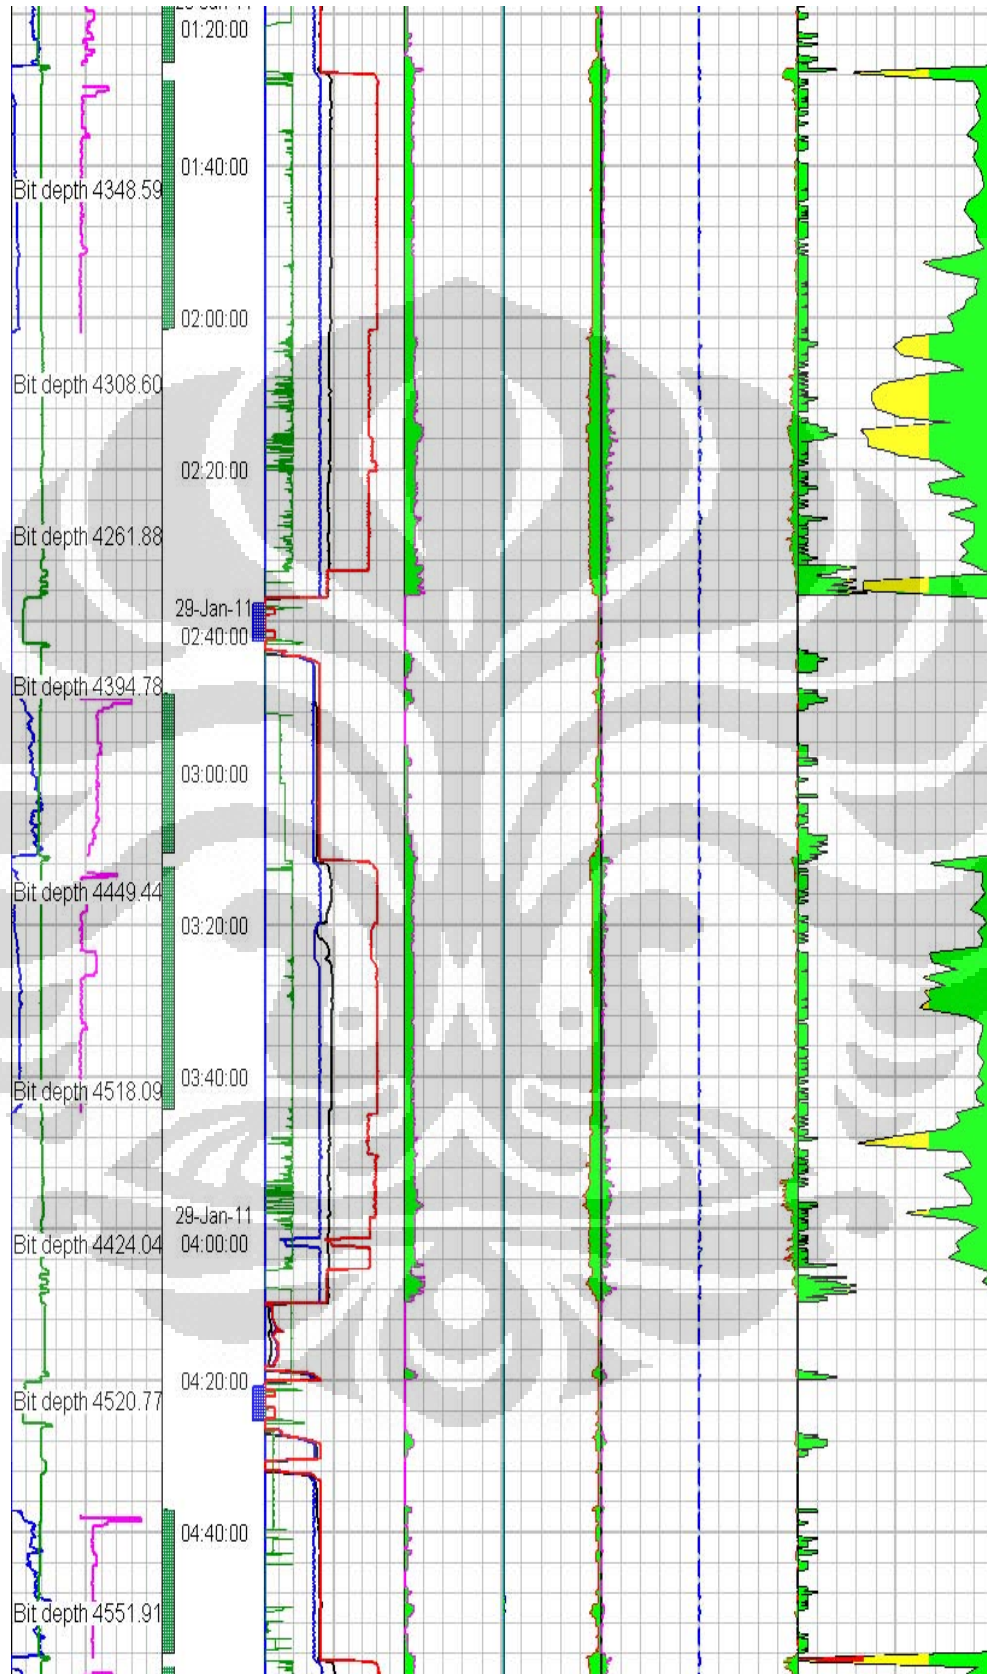 01:20:00
01:40:00
Bit depth 4348.59
02:00:00
Bit depth 4308.60
02:20:00
Bit depth 4261.88
29-Jan-11
02:40:00
Bit depth 4394.78
03:00:00
Bit depth 4449.44
03:20:00
03:40:00
Bit depth 4518.09
29-Jan-11
04:00:00
Bit depth 4424.04
04:20:00
Bit depth 4520.77
04:40:00
Bit depth 4551.91